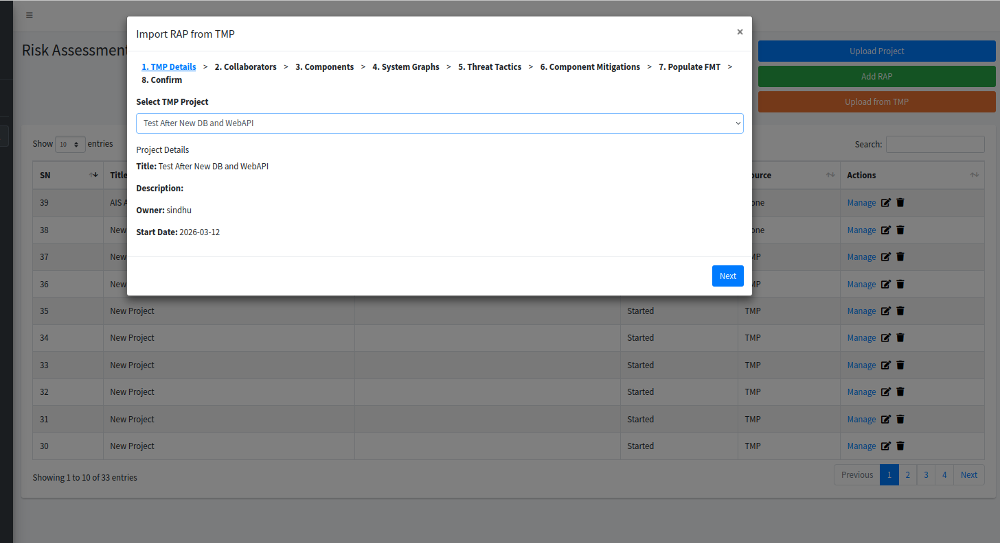 Import RAP from TMP ×
1. TMP Details > 2. Collaborators > 3. Components > 4. System Graphs > 5. Threat Tactics > 6. Component Mitigations > 7. Populate FMT >
8. Confirm
Select TMP Project
Test After New DB and WebAPI
Project Details
Title: Test After New DB and WebAPI
Description:
Owner: sindhu
Start Date: 2026-03-12
Next
Risk Assessment
Upload Project
Add RAP
Upload from TMP
Show 10 entries Search:
SN Title Actions
39 AIS Manage
38 New Manage
37 New Manage
36 New Manage
35 New Project Started TMP Manage
34 New Project Started TMP Manage
33 New Project Started TMP Manage
32 New Project Started TMP Manage
31 New Project Started TMP Manage
30 New Project Started TMP Manage
Showing 1 to 10 of 33 entries Previous 1 2 3 4 Next